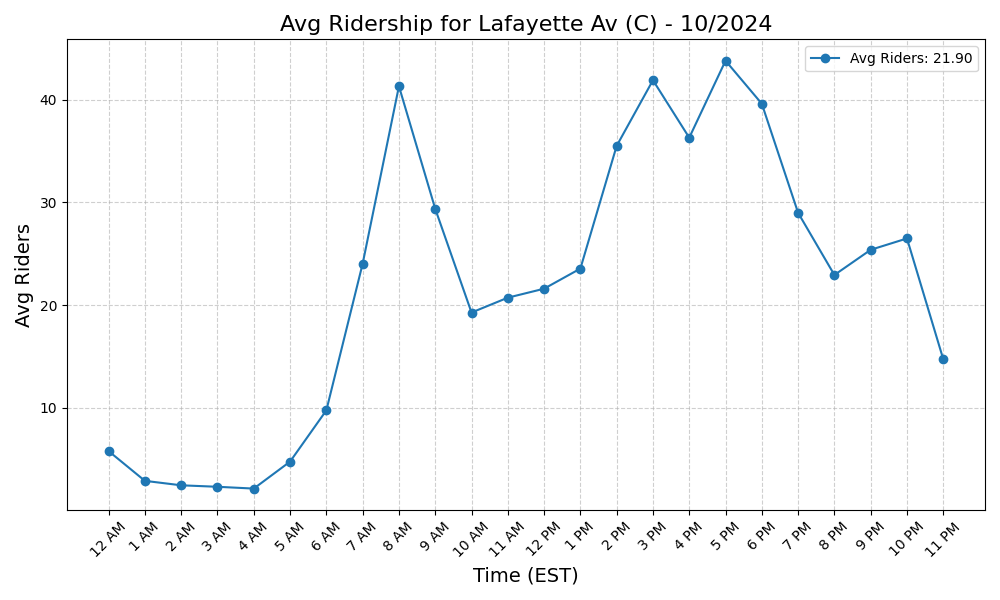 Avg Ridership for Lafayette Av (C) - 10/2024
Avg Riders: 21.90
Avg Riders
40
30
20
10
12 AM
1 AM
2 AM
3 AM
4 AM
5 AM
6 AM
7 AM
8 AM
9 AM
10 AM
11 AM
12 PM
1 PM
2 PM
3 PM
4 PM
5 PM
6 PM
7 PM
8 PM
9 PM
10 PM
11 PM
Time (EST)